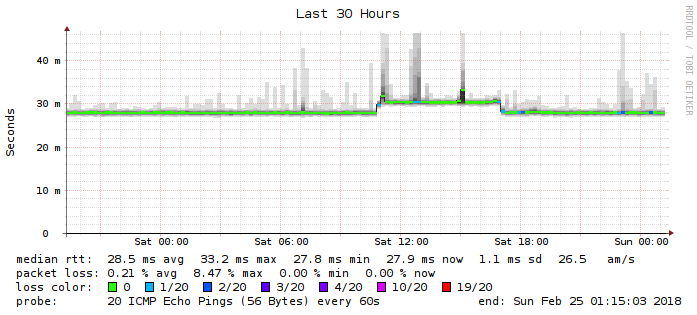 Last 30 Hours
RRDTOOL / TOBI OETIKER
Seconds
40 m
30 m
20 m
10 m
0
Sat 00:00 Sat 06:00 Sat 12:00 Sat 18:00 Sun 00:00
median rtt: 28.5 ms avg 33.2 ms max 27.8 ms min 27.9 ms now 1.1 ms sd 26.5 am/s
packet loss: 0.21 % avg 8.47 % max 0.00 % min 0.00 % now
loss color: 0 1/20 2/20 3/20 4/20 10/20 19/20
probe: 20 ICMP Echo Pings (56 Bytes) every 60s end: Sun Feb 25 01:15:03 2018